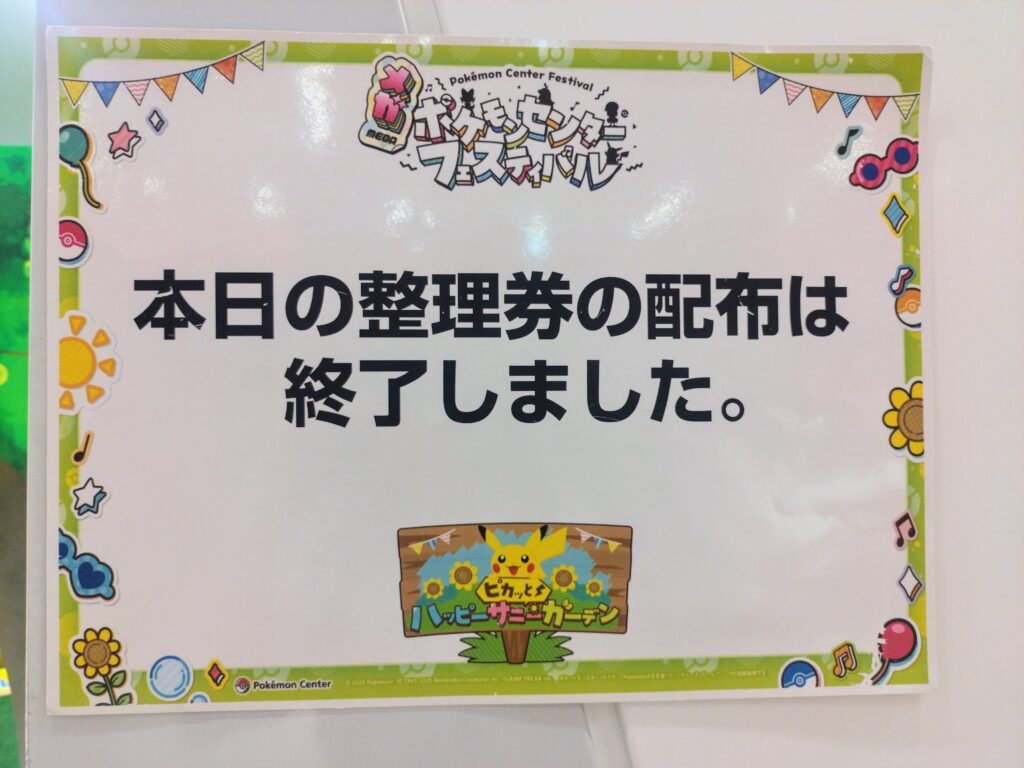 Pokémon Center Festival
メガ
MEGA
ポケモンセンター
フェスティバル
本日の整理券の配布は
終了しました。
ピカッと
ハッピーサニーガーデン
Pokémon Center